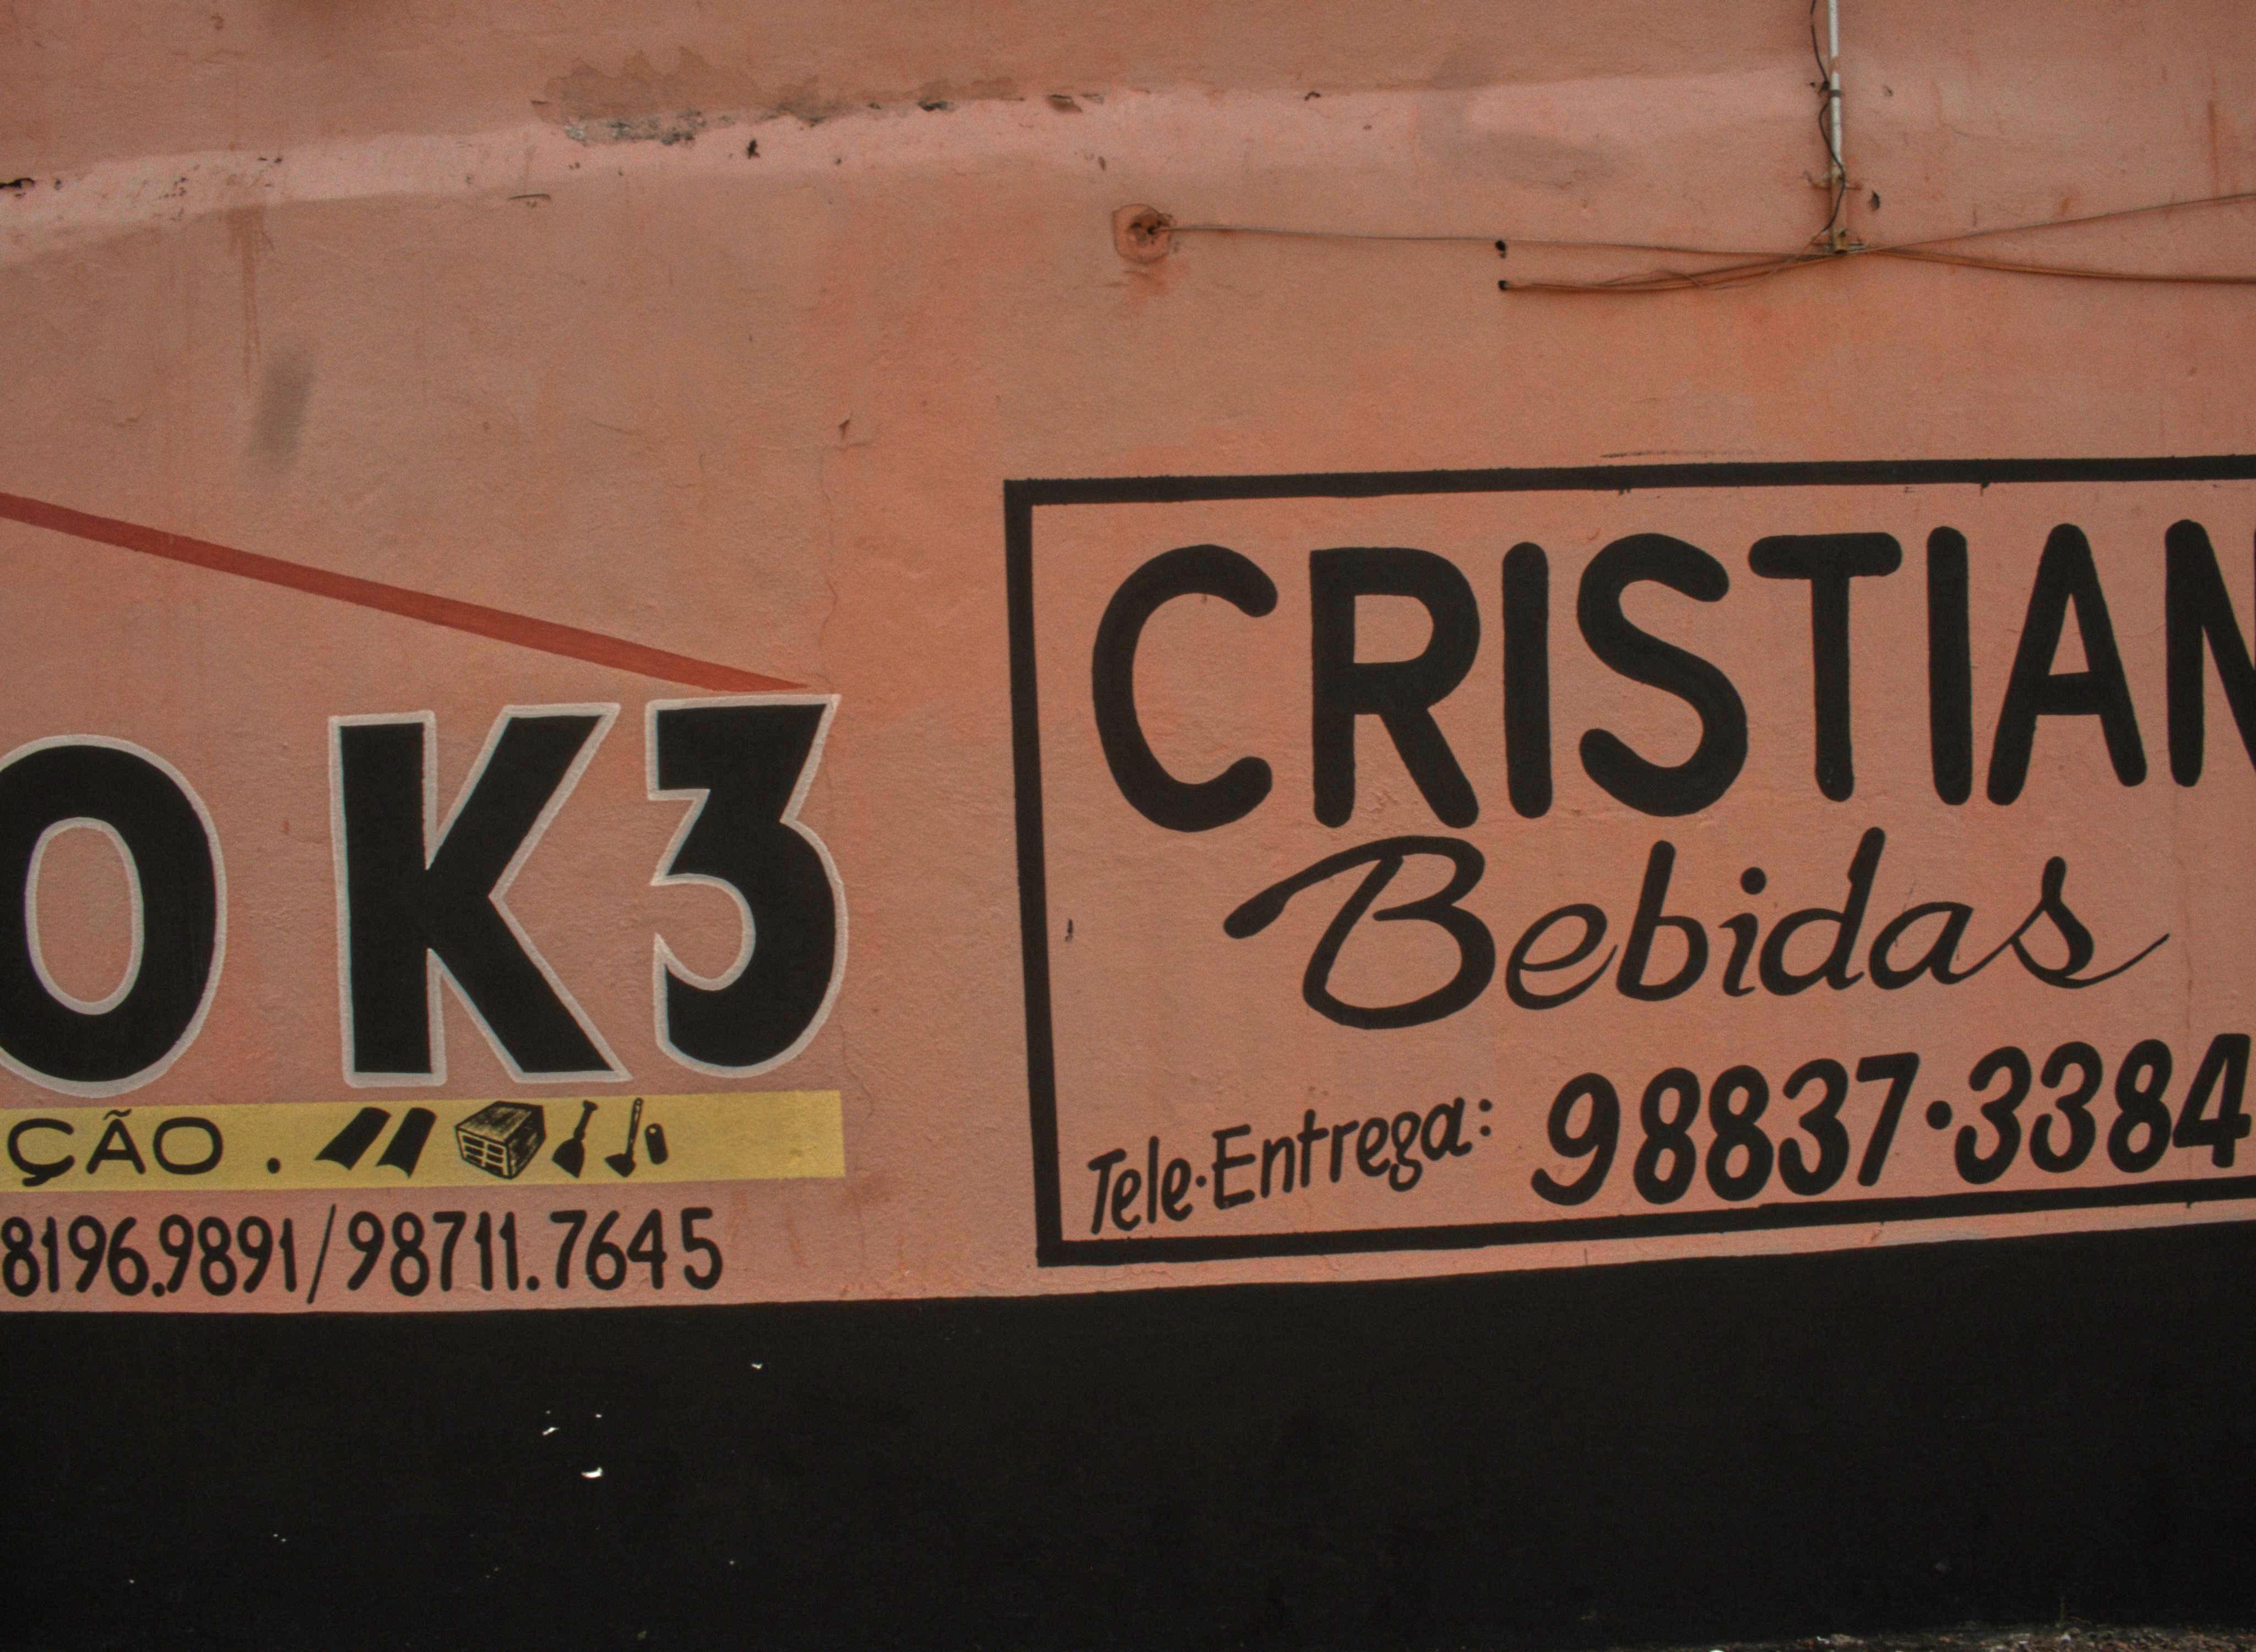 O K3
ÇÃO.
8196.9891/98711.7645
CRISTIAN
Bebidas
Tele-Entrega: 98837-3384